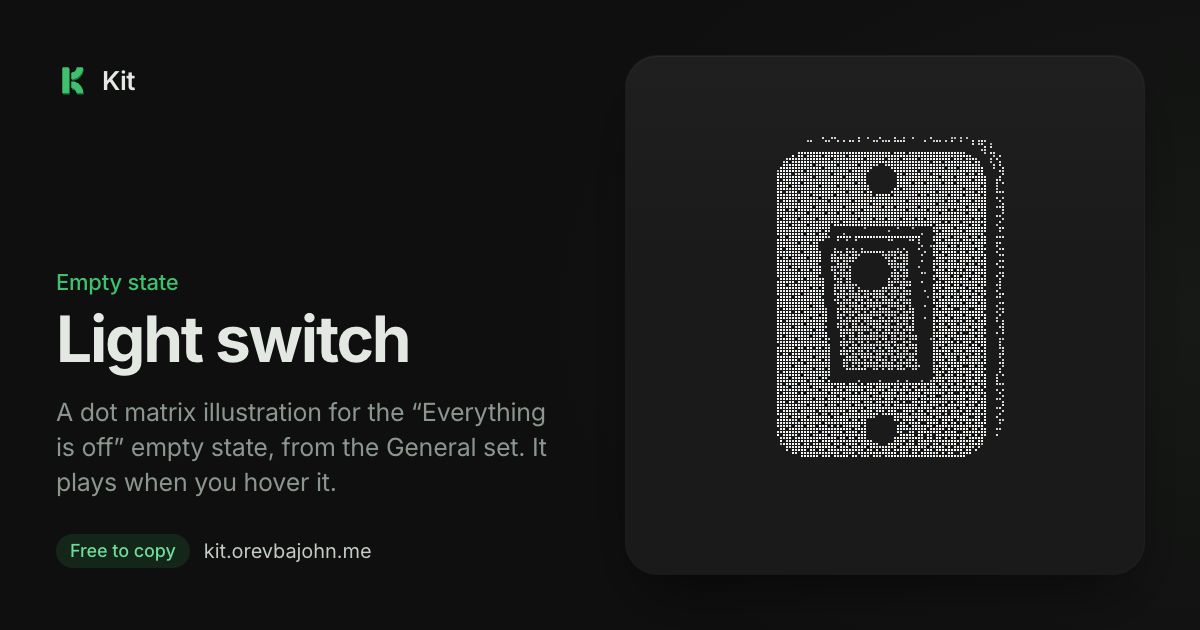 Kit
Empty state
Light switch
A dot matrix illustration for the “Everything
is off” empty state, from the General set. It
plays when you hover it.
Free to copy
kit.orevbajohn.me